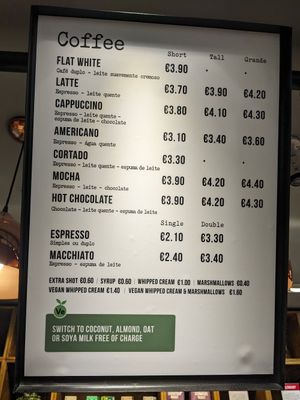 Coffee
Short Tall Grande
FLAT WHITE €3.90 - -
Café duplo - leite suavemente cremoso
LATTE €3.70 €3.90 €4.20
Espresso - leite quente
CAPPUCCINO €3.80 €4.10 €4.30
Espresso - leite quente -
espuma de leite - chocolate
AMERICANO €3.10 €3.40 €3.60
Espresso - água quente
CORTADO €3.30 - -
Espresso - leite quente - espuma de leite
MOCHA €3.90 €4.20 €4.40
Espresso - leite - chocolate
HOT CHOCOLATE €3.90 €4.20 €4.30
Chocolate - leite quente - espuma de leite
Single Double
ESPRESSO €2.10 €3.30
Simples ou duplo
MACCHIATO €2.40 €3.40
Espresso - espuma de leite
EXTRA SHOT €0.60 | SYRUP €0.60 | WHIPPED CREAM €1.00 | MARSHMALLOWS €0.40
VEGAN WHIPPED CREAM €1.40 | VEGAN WHIPPED CREAM & MARSHMALLOWS €1.80
Ve
SWITCH TO COCONUT, ALMOND, OAT
OR SOYA MILK FREE OF CHARGE